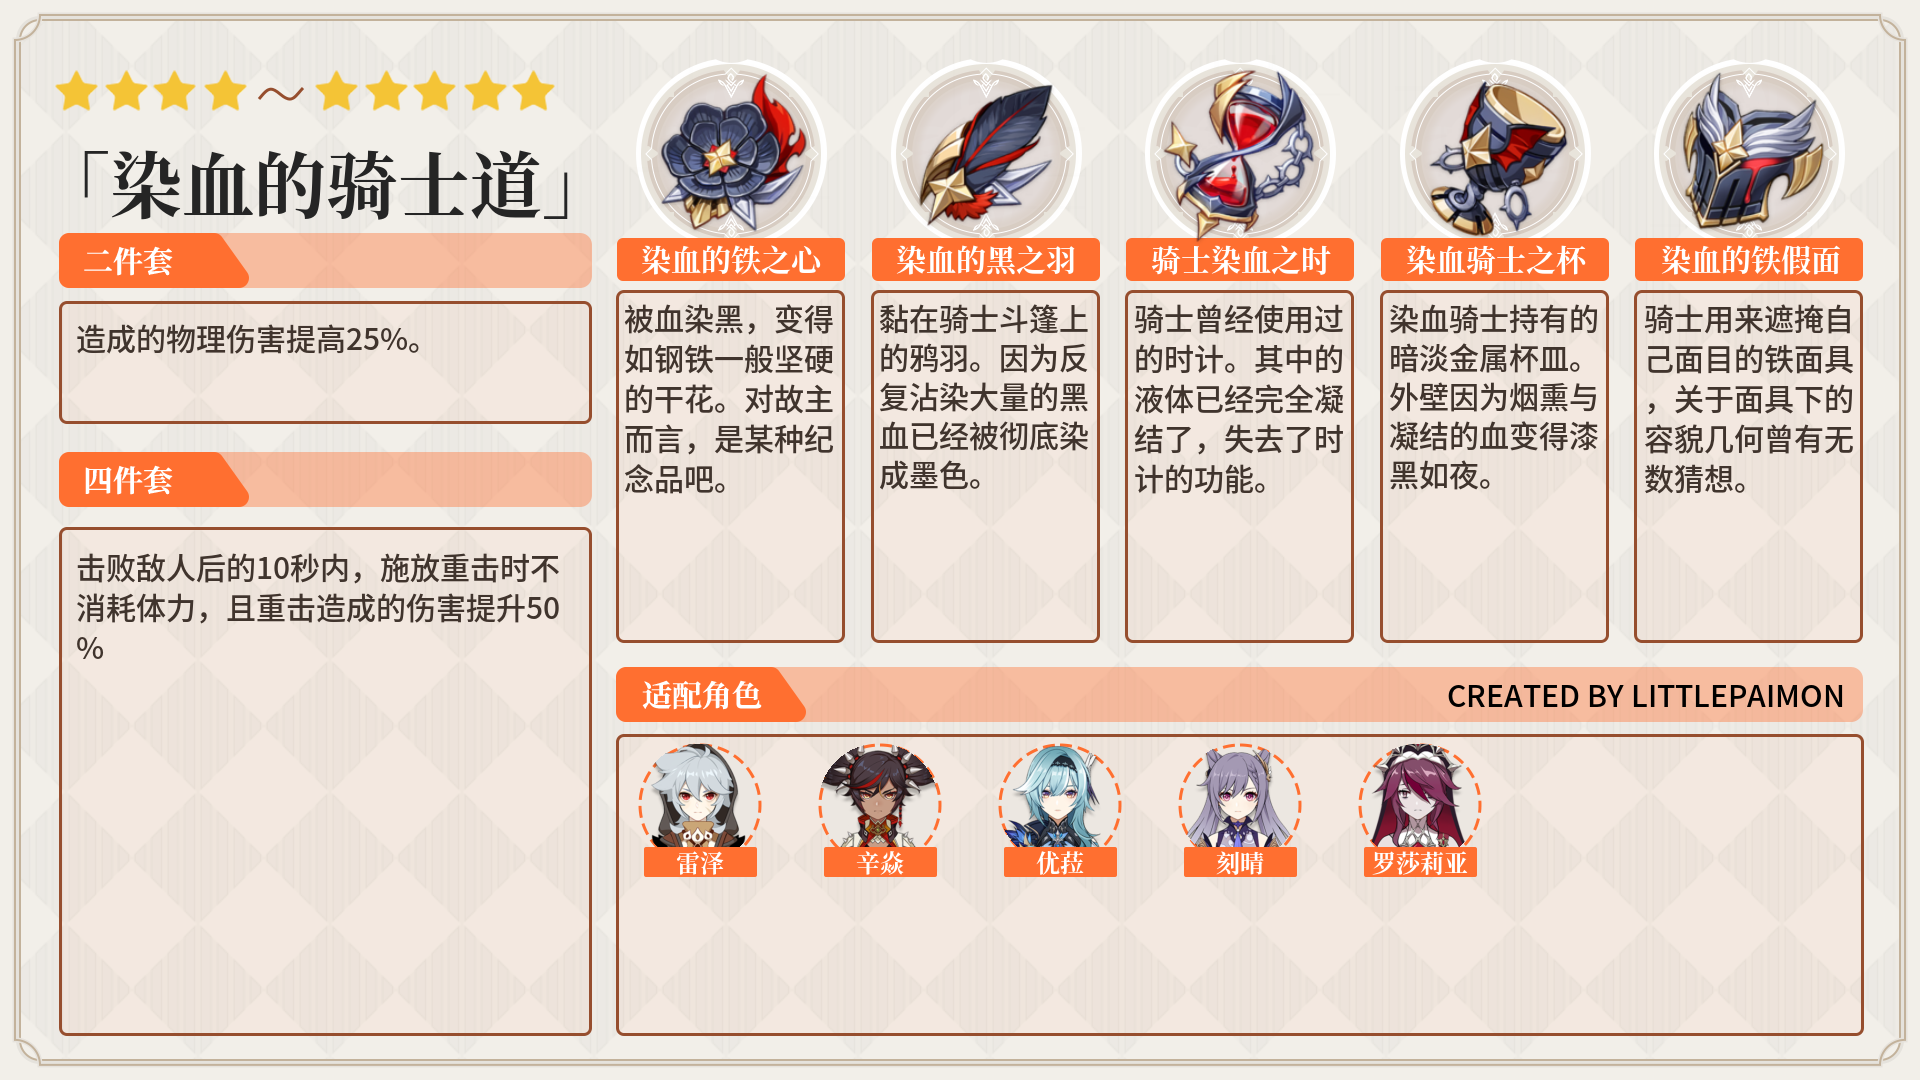 「染血的骑士道」
二件套
造成的物理伤害提高25%。
四件套
击败敌人后的10秒内，施放重击时不
消耗体力，且重击造成的伤害提升50
%
染血的铁之心
被血染黑，变得
如钢铁一般坚硬
的干花。对故主
而言，是某种纪
念品吧。
染血的黑之羽
黏在骑士斗篷上
的鸦羽。因为反
复沾染大量的黑
血已经被彻底染
成墨色。
骑士染血之时
骑士曾经使用过
的时计。其中的
液体已经完全凝
结了，失去了时
计的功能。
染血骑士之杯
染血骑士持有的
暗淡金属杯皿。
外壁因为烟熏与
凝结的血变得漆
黑如夜。
染血的铁假面
骑士用来遮掩自
己面目的铁面具
，关于面具下的
容貌几何曾有无
数猜想。
适配角色
CREATED BY LITTLEPAIMON
雷泽
辛焱
优菈
刻晴
罗莎莉亚